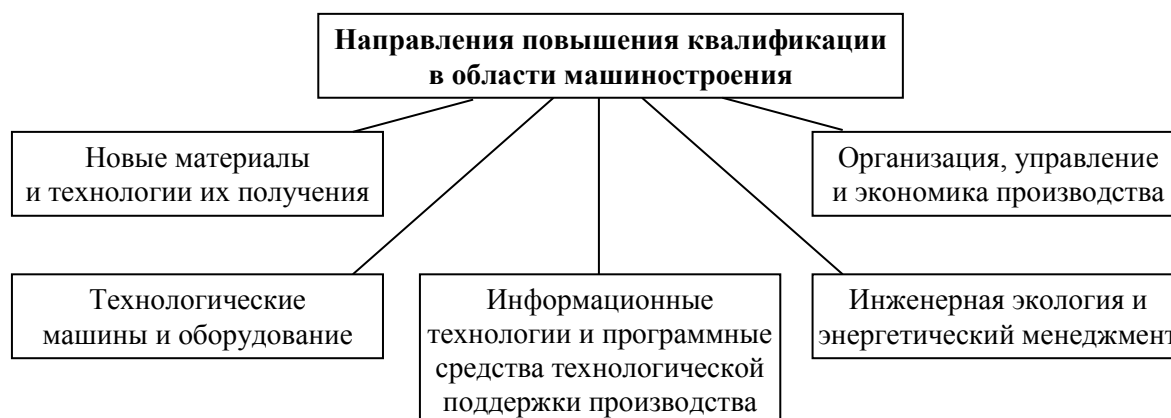 Направления повышения квалификации
в области машиностроения
Новые материалы
и технологии их получения
Организация, управление
и экономика производства
Технологические
машины и оборудование
Информационные
технологии и программные
средства технологической
поддержки производства
Инженерная экология и
энергетический менеджмент